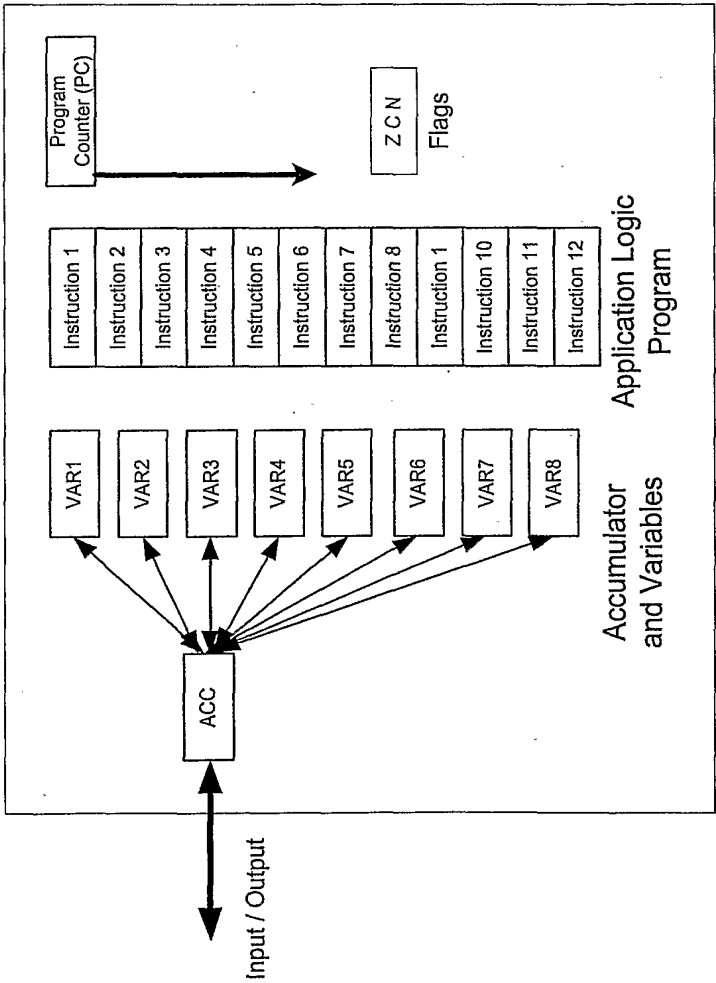 Input / Output
ACC
VAR1
VAR2
VAR3
VAR4
VAR5
VAR6
VAR7
VAR8
Accumulator
and Variables
Instruction 1
Instruction 2
Instruction 3
Instruction 4
Instruction 5
Instruction 6
Instruction 7
Instruction 8
Instruction 1
Instruction 10
Instruction 11
Instruction 12
Application Logic
Program
Program
Counter (PC)
Z C N
Flags